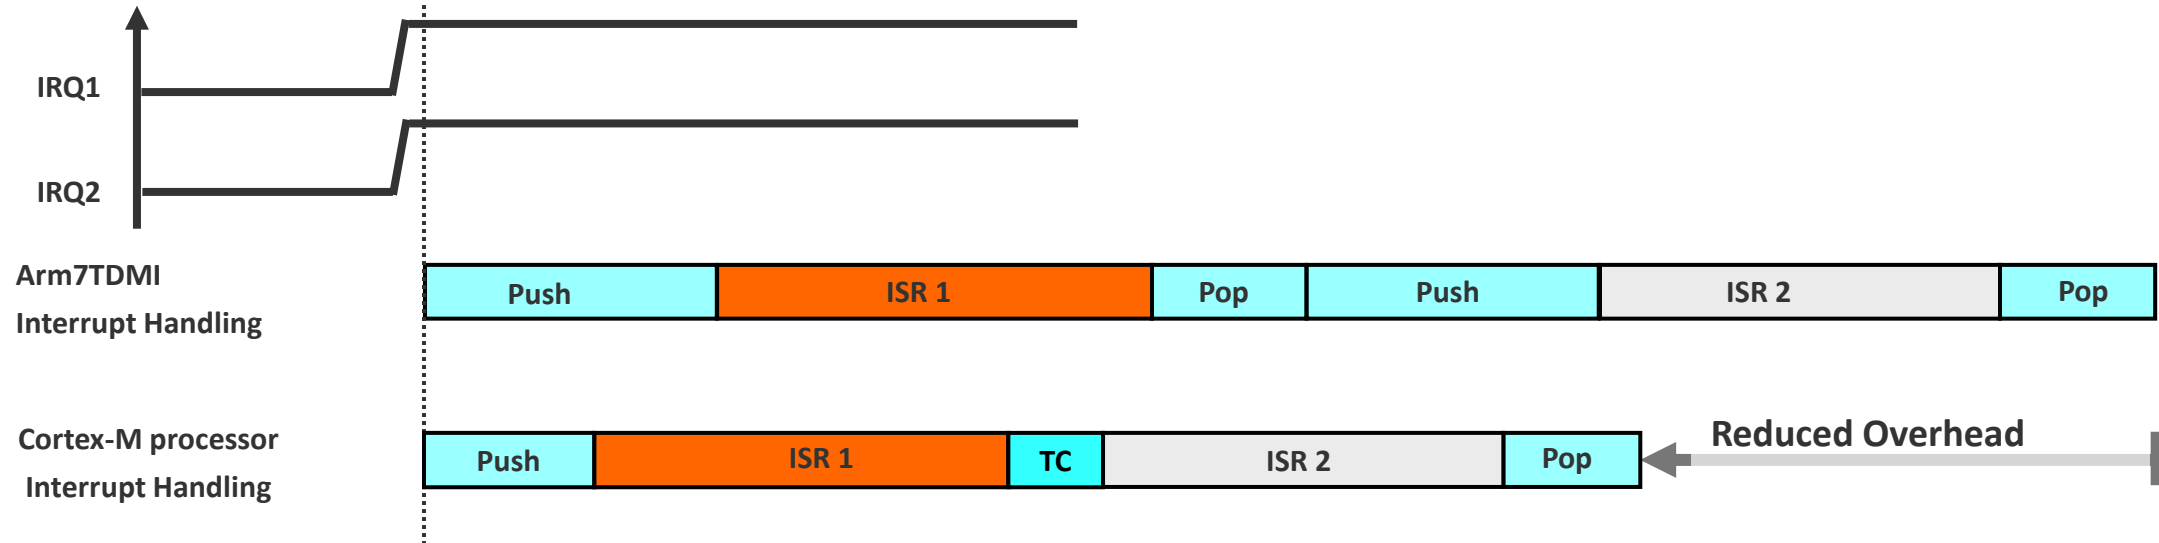 IRQ1
IRQ2
Arm7TDMI
Interrupt Handling
Push ISR 1 Pop Push ISR 2 Pop
Cortex-M processor
Interrupt Handling
Push ISR 1 TC ISR 2 Pop
Reduced Overhead